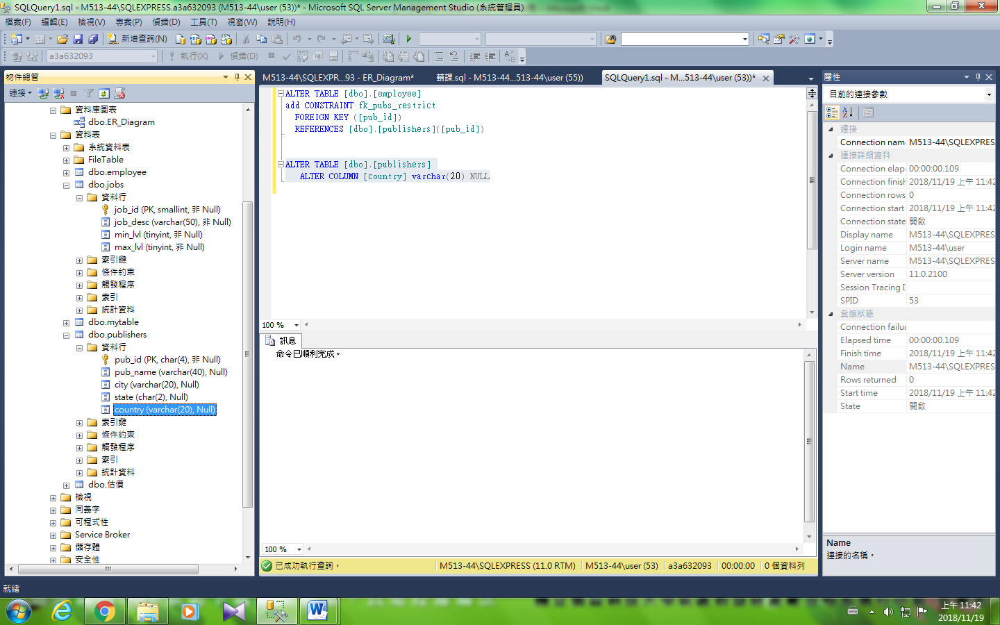 SQLQuery1.sql - M513-44\SQLEXPRESS.a3a632093 (M513-44\user (53))* - Microsoft SQL Server Management Studio (系統管理員)
檔案(F) 編輯(E) 檢視(V) 專案(P) 偵錯(D) 工具(T) 視窗(W) 說明(H)
新增查詢(N)
a3a632093 執行(X) 偵錯(D)
物件總管
連接
資料庫圖表
dbo.ER_Diagram
資料表
系統資料表
FileTable
dbo.employee
dbo.jobs
資料行
job_id (PK, smallint, 非 Null)
job_desc (varchar(50), 非 Null)
min_lvl (tinyint, 非 Null)
max_lvl (tinyint, 非 Null)
索引鍵
條件約束
觸發程序
索引
統計資料
dbo.mytable
dbo.publishers
資料行
pub_id (PK, char(4), 非 Null)
pub_name (varchar(40), Null)
city (varchar(20), Null)
state (char(2), Null)
country (varchar(20), Null)
索引鍵
條件約束
觸發程序
索引
統計資料
dbo.估價
檢視
同義字
可程式性
Service Broker
儲存體
安全性
M513-44\SQLEXPR...93 - ER_Diagram* 輔課.sql - M513-44...513-44\user (55)) SQLQuery1.sql - M...513-44\user (53))*
ALTER TABLE [dbo].[employee]
add CONSTRAINT fk_pubs_restrict
FOREIGN KEY ([pub_id])
REFERENCES [dbo].[publishers]([pub_id])
ALTER TABLE [dbo].[publishers]
ALTER COLUMN [country] varchar(20) NULL
100 %
訊息
命令已順利完成。
100 %
已成功執行查詢。 M513-44\SQLEXPRESS (11.0 RTM) M513-44\user (53) a3a632093 00:00:00 0 個資料列
屬性
目前的連接參數
連接
Connection nam M513-44\SQLEXPRES
連接詳細資料
Connection elap 00:00:00.109
Connection finish 2018/11/19 上午 11:42
Connection rows 0
Connection start 2018/11/19 上午 11:42
Connection state 開啟
Display name M513-44\SQLEXPRES
Login name M513-44\user
Server name M513-44\SQLEXPRES
Server version 11.0.2100
Session Tracing I
SPID 53
彙總狀態
Connection failur
Elapsed time 00:00:00.109
Finish time 2018/11/19 上午 11:42
Name M513-44\SQLEXPRES
Rows returned 0
Start time 2018/11/19 上午 11:42
State 開啟
Name
連接的名稱。
就緒
上午 11:42
2018/11/19